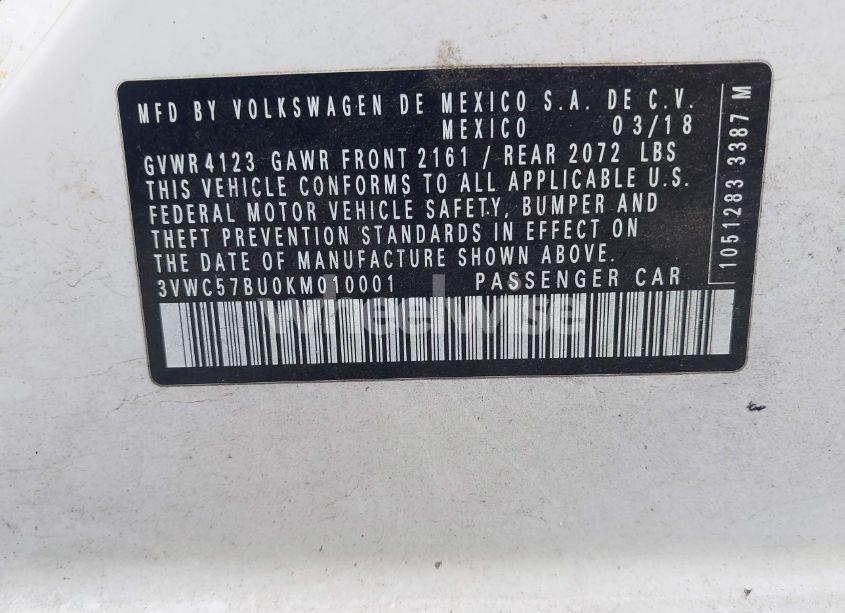 MFD BY VOLKSWAGEN DE MEXICO S.A. DE C.V.
MEXICO 03/18
GVWR 4123 GAWR FRONT 2161 / REAR 2072 LBS
THIS VEHICLE CONFORMS TO ALL APPLICABLE U.S.
FEDERAL MOTOR VEHICLE SAFETY, BUMPER AND
THEFT PREVENTION STANDARDS IN EFFECT ON
THE DATE OF MANUFACTURE SHOWN ABOVE.
3VWC57BU0KM010001 PASSENGER CAR
1051283 3387 M
wheelwise